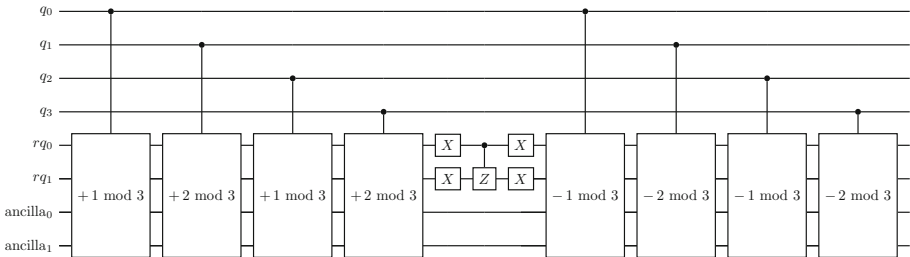 q0
q1
q2
q3
rq0 X X
rq1 X Z X
+ 1 mod 3 + 2 mod 3 + 1 mod 3 + 2 mod 3 − 1 mod 3 − 2 mod 3 − 1 mod 3 − 2 mod 3
ancilla0
ancilla1